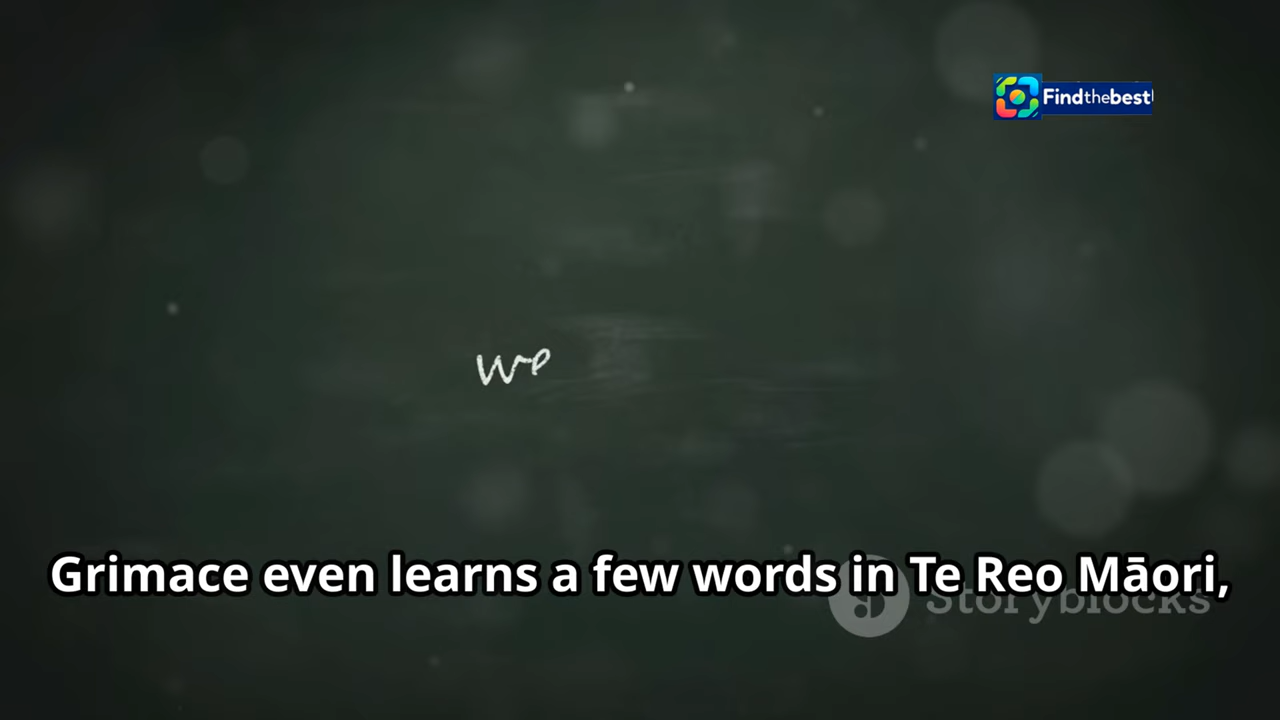 Findthebest
we
Grimace even learns a few words in Te Reo Māori,
Storyblocks